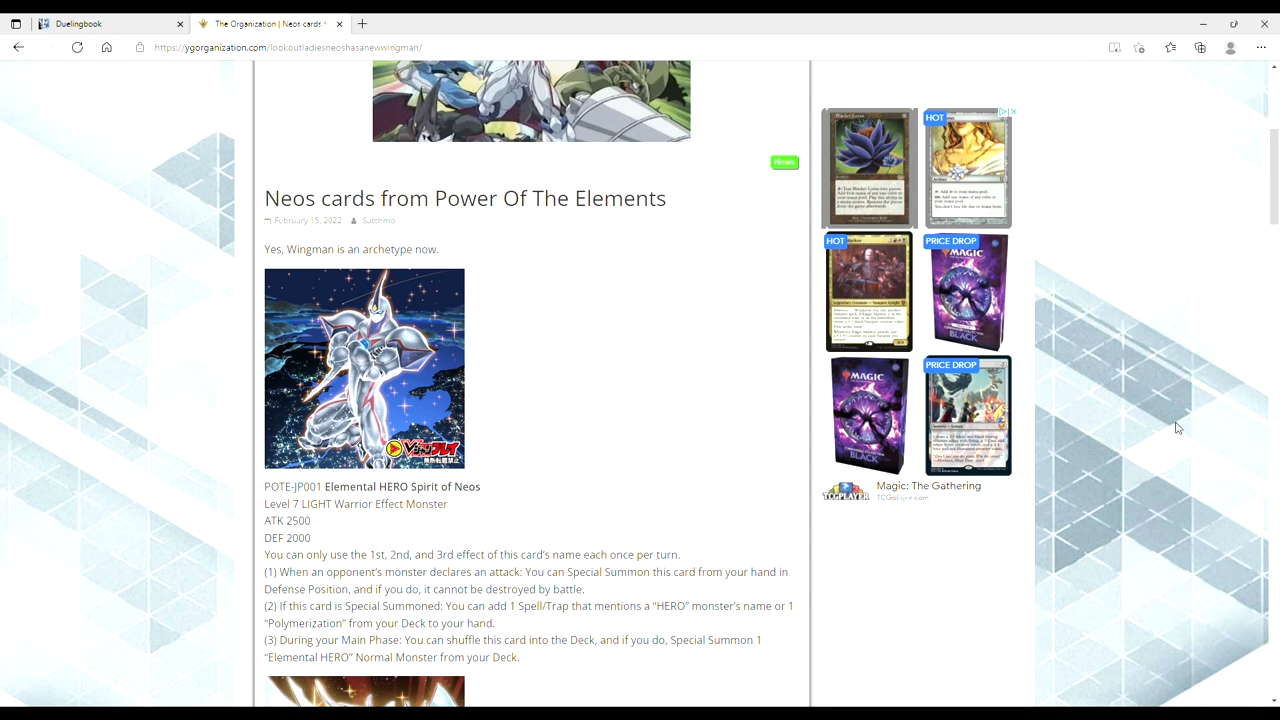 Duelingbook
The Organization | Neos cards fr
https://ygorganization.com/lookoutladiesneoshasanewwingman/
News
Neos cards from Power Of The Elements
February 15, 2022
Sutchmo
Yes, Wingman is an archetype now.
POTE-JP001 Elemental HERO Spirit of Neos
Level 7 LIGHT Warrior Effect Monster
ATK 2500
DEF 2000
You can only use the 1st, 2nd, and 3rd effect of this card’s name each once per turn.
(1) When an opponent’s monster declares an attack: You can Special Summon this card from your hand in
Defense Position, and if you do, it cannot be destroyed by battle.
(2) If this card is Special Summoned: You can add 1 Spell/Trap that mentions a “HERO” monster’s name or 1
“Polymerization” from your Deck to your hand.
(3) During your Main Phase: You can shuffle this card into the Deck, and if you do, Special Summon 1
“Elemental HERO” Normal Monster from your Deck.
HOT
HOT
PRICE DROP
MAGIC
BLACK
MAGIC
BLACK
PRICE DROP
TCGPLAYER
Magic: The Gathering
TCGplayer.com